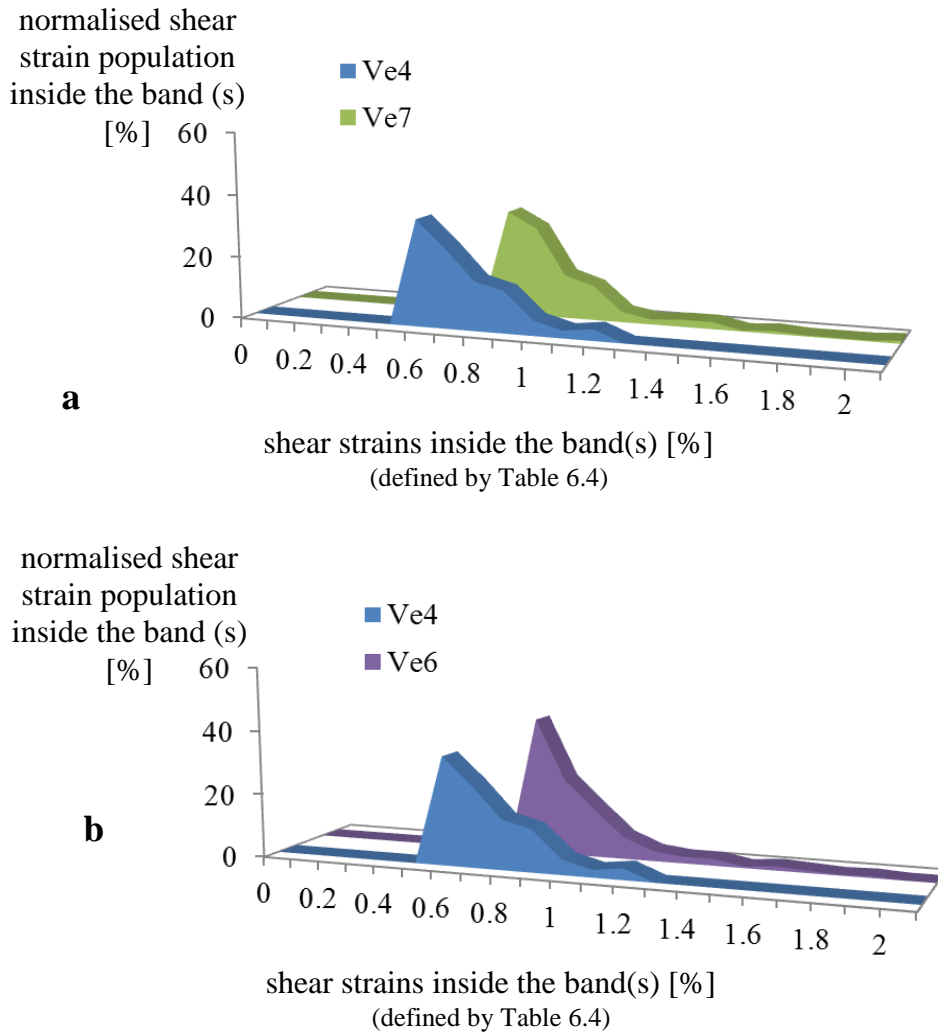 normalised shear
strain population
inside the band (s)
[%]
Ve4
Ve7
60
40
20
0
0 0.2 0.4 0.6 0.8 1 1.2 1.4 1.6 1.8 2
a
shear strains inside the band(s) [%]
(defined by Table 6.4)
normalised shear
strain population
inside the band (s)
[%]
Ve4
Ve6
60
40
20
0
0 0.2 0.4 0.6 0.8 1 1.2 1.4 1.6 1.8 2
b
shear strains inside the band(s) [%]
(defined by Table 6.4)